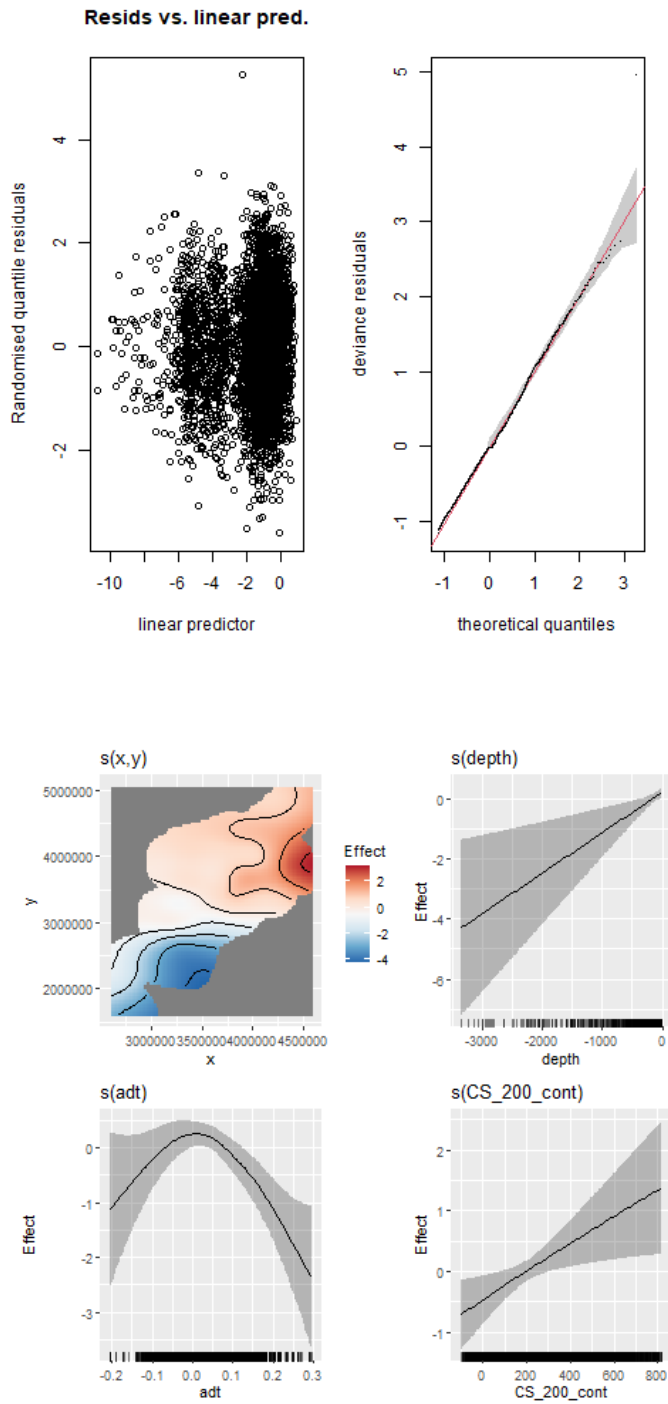 Resids vs. linear pred.
Randomised quantile residuals
4
2
0
-2
-10
-6
-4
-2
0
linear predictor
deviance residuals
5
4
3
2
1
0
-1
-1
0
1
2
3
theoretical quantiles
s(x,y)
y
5000000
4000000
3000000
2000000
3000000 3500000 4000000 4500000
x
Effect
2
0
-2
-4
s(depth)
Effect
0
-2
-4
-6
-3000
-2000
-1000
0
depth
s(adt)
Effect
0
-1
-2
-3
-0.2
-0.1
0.0
0.1
0.2
0.3
adt
s(CS_200_cont)
Effect
2
1
0
-1
0
200
400
600
800
CS_200_cont